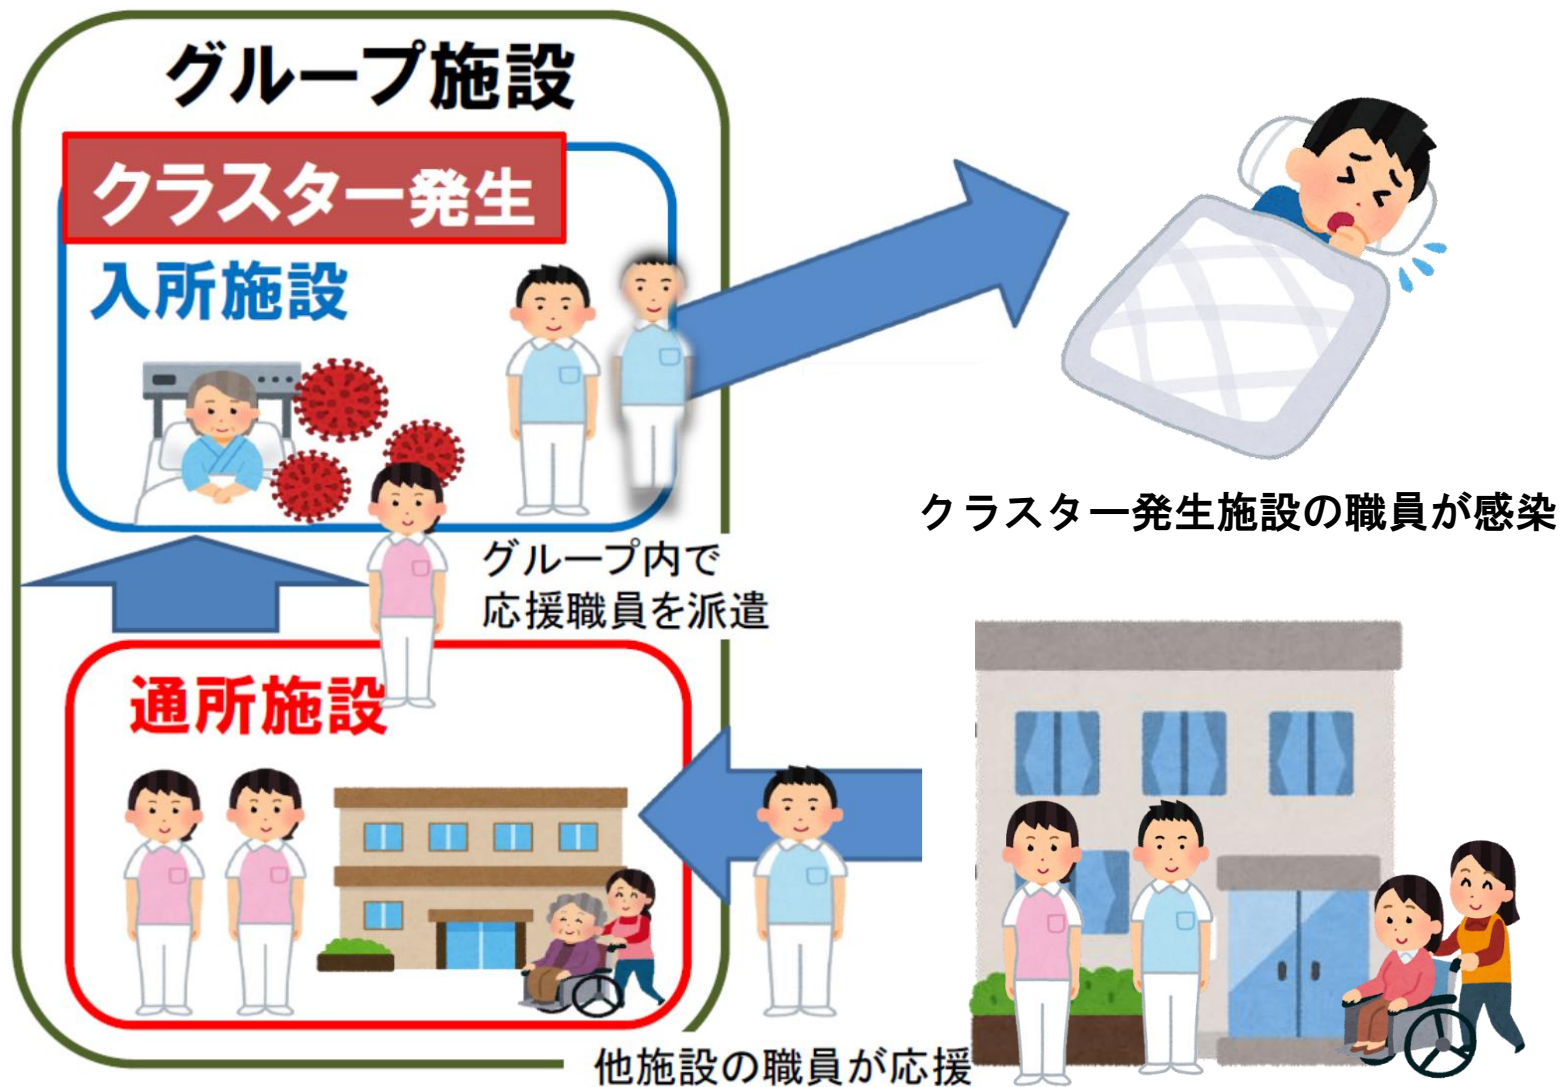 グループ施設
クラスター発生
入所施設
クラスター発生施設の職員が感染
グループ内で
応援職員を派遣
通所施設
他施設の職員が応援